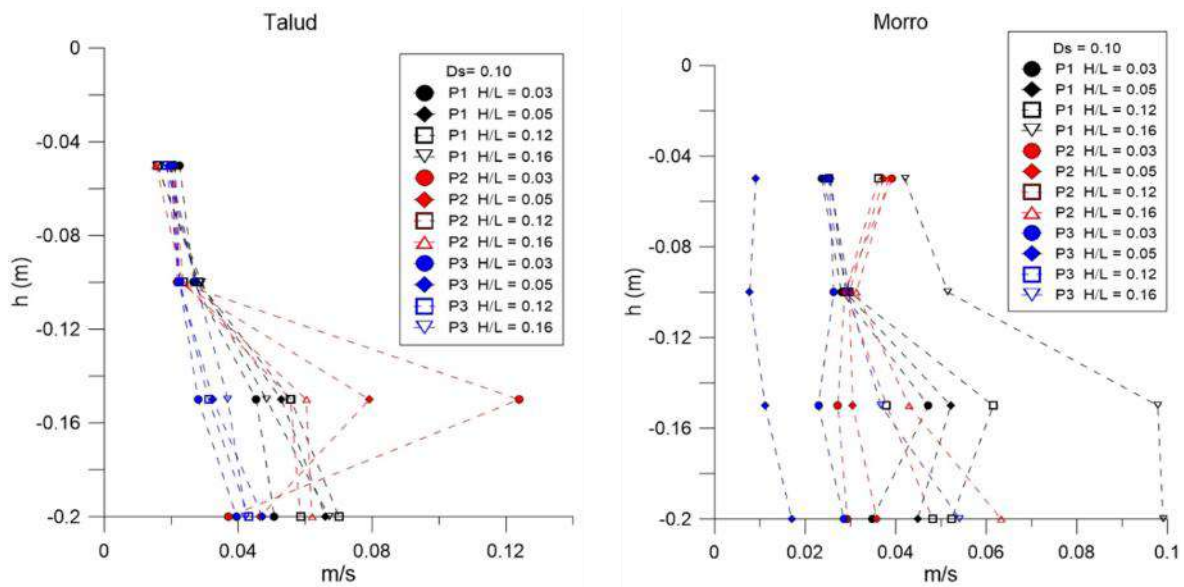 Talud
0
-0.04
-0.08
-0.12
-0.16
-0.2
h (m)
0
0.04
0.08
0.12
m/s
Ds= 0.10
P1 H/L = 0.03
P1 H/L = 0.05
P1 H/L = 0.12
P1 H/L = 0.16
P2 H/L = 0.03
P2 H/L = 0.05
P2 H/L = 0.12
P2 H/L = 0.16
P3 H/L = 0.03
P3 H/L = 0.05
P3 H/L = 0.12
P3 H/L = 0.16
Morro
0
-0.04
-0.08
-0.12
-0.16
-0.2
h (m)
0
0.02
0.04
0.06
0.08
0.1
m/s
Ds= 0.10
P1 H/L = 0.03
P1 H/L = 0.05
P1 H/L = 0.12
P1 H/L = 0.16
P2 H/L = 0.03
P2 H/L = 0.05
P2 H/L = 0.12
P2 H/L = 0.16
P3 H/L = 0.03
P3 H/L = 0.05
P3 H/L = 0.12
P3 H/L = 0.16